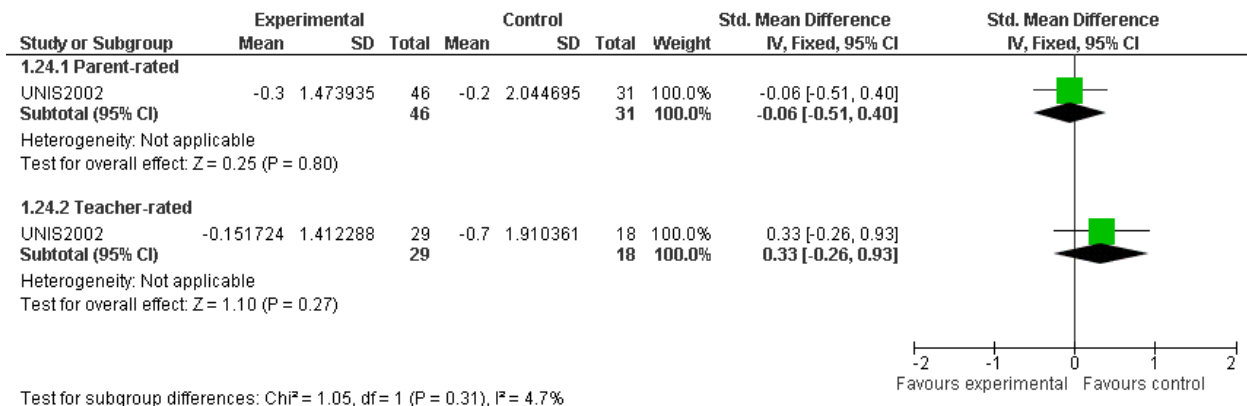 Experimental Control Std. Mean Difference Std. Mean Difference
Study or Subgroup Mean SD Total Mean SD Total Weight IV, Fixed, 95% CI IV, Fixed, 95% CI
1.24.1 Parent-rated
UNIS2002 -0.3 1.473935 46 -0.2 2.044695 31 100.0% -0.06 [-0.51, 0.40]
Subtotal (95% CI) 46 31 100.0% -0.06 [-0.51, 0.40]
Heterogeneity: Not applicable
Test for overall effect: Z = 0.25 (P = 0.80)
1.24.2 Teacher-rated
UNIS2002 -0.151724 1.412288 29 -0.7 1.910361 18 100.0% 0.33 [-0.26, 0.93]
Subtotal (95% CI) 29 18 100.0% 0.33 [-0.26, 0.93]
Heterogeneity: Not applicable
Test for overall effect: Z = 1.10 (P = 0.27)
-2 -1 0 1 2
Favours experimental Favours control
Test for subgroup differences: Chi² = 1.05, df = 1 (P = 0.31), I² = 4.7%